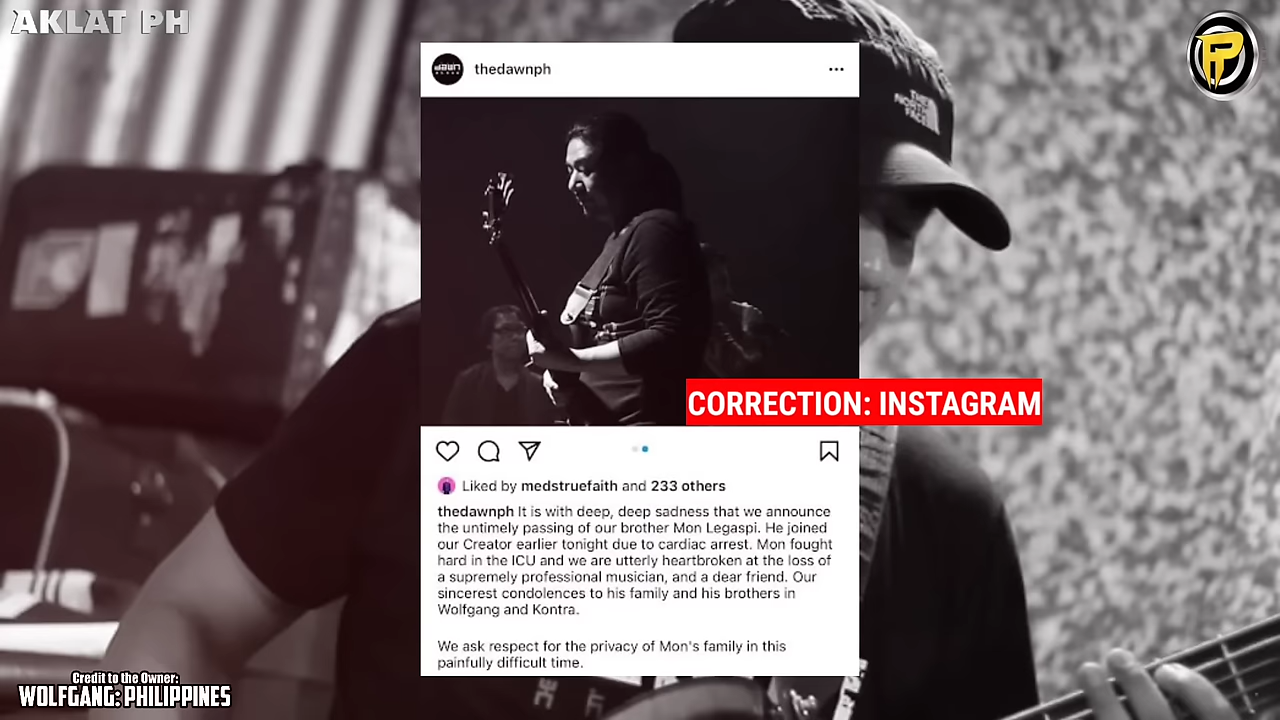 AKLAT PH
thedawnph
THE
NORTH
FACE
CORRECTION: INSTAGRAM
Liked by medstruefaith and 233 others
thedawnph It is with deep, deep sadness that we announce
the untimely passing of our brother Mon Legaspi. He joined
our Creator earlier tonight due to cardiac arrest. Mon fought
hard in the ICU and we are utterly heartbroken at the loss of
a supremely professional musician, and a dear friend. Our
sincerest condolences to his family and his brothers in
Wolfgang and Kontra.
We ask respect for the privacy of Mon's family in this
painfully difficult time.
Credit to the Owner:
WOLFGANG: PHILIPPINES